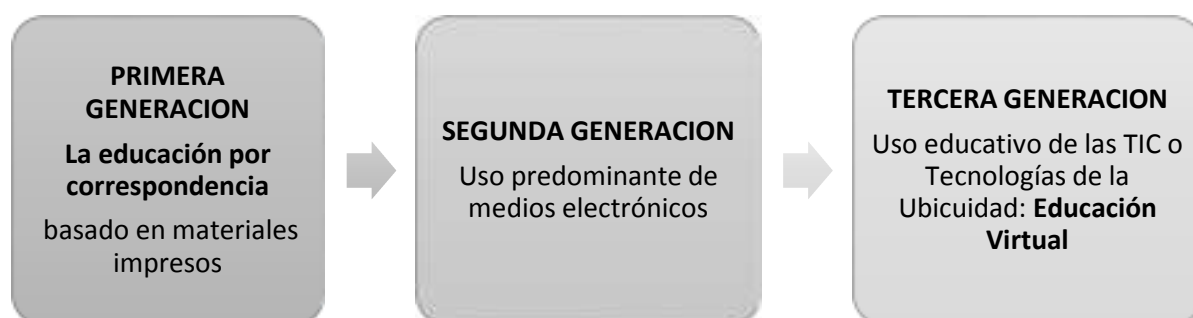 PRIMERA
GENERACION
La educación por
correspondencia
basado en materiales
impresos
SEGUNDA GENERACION
Uso predominante de
medios electrónicos
TERCERA GENERACION
Uso educativo de las TIC o
Tecnologías de la
Ubicuidad: Educación
Virtual